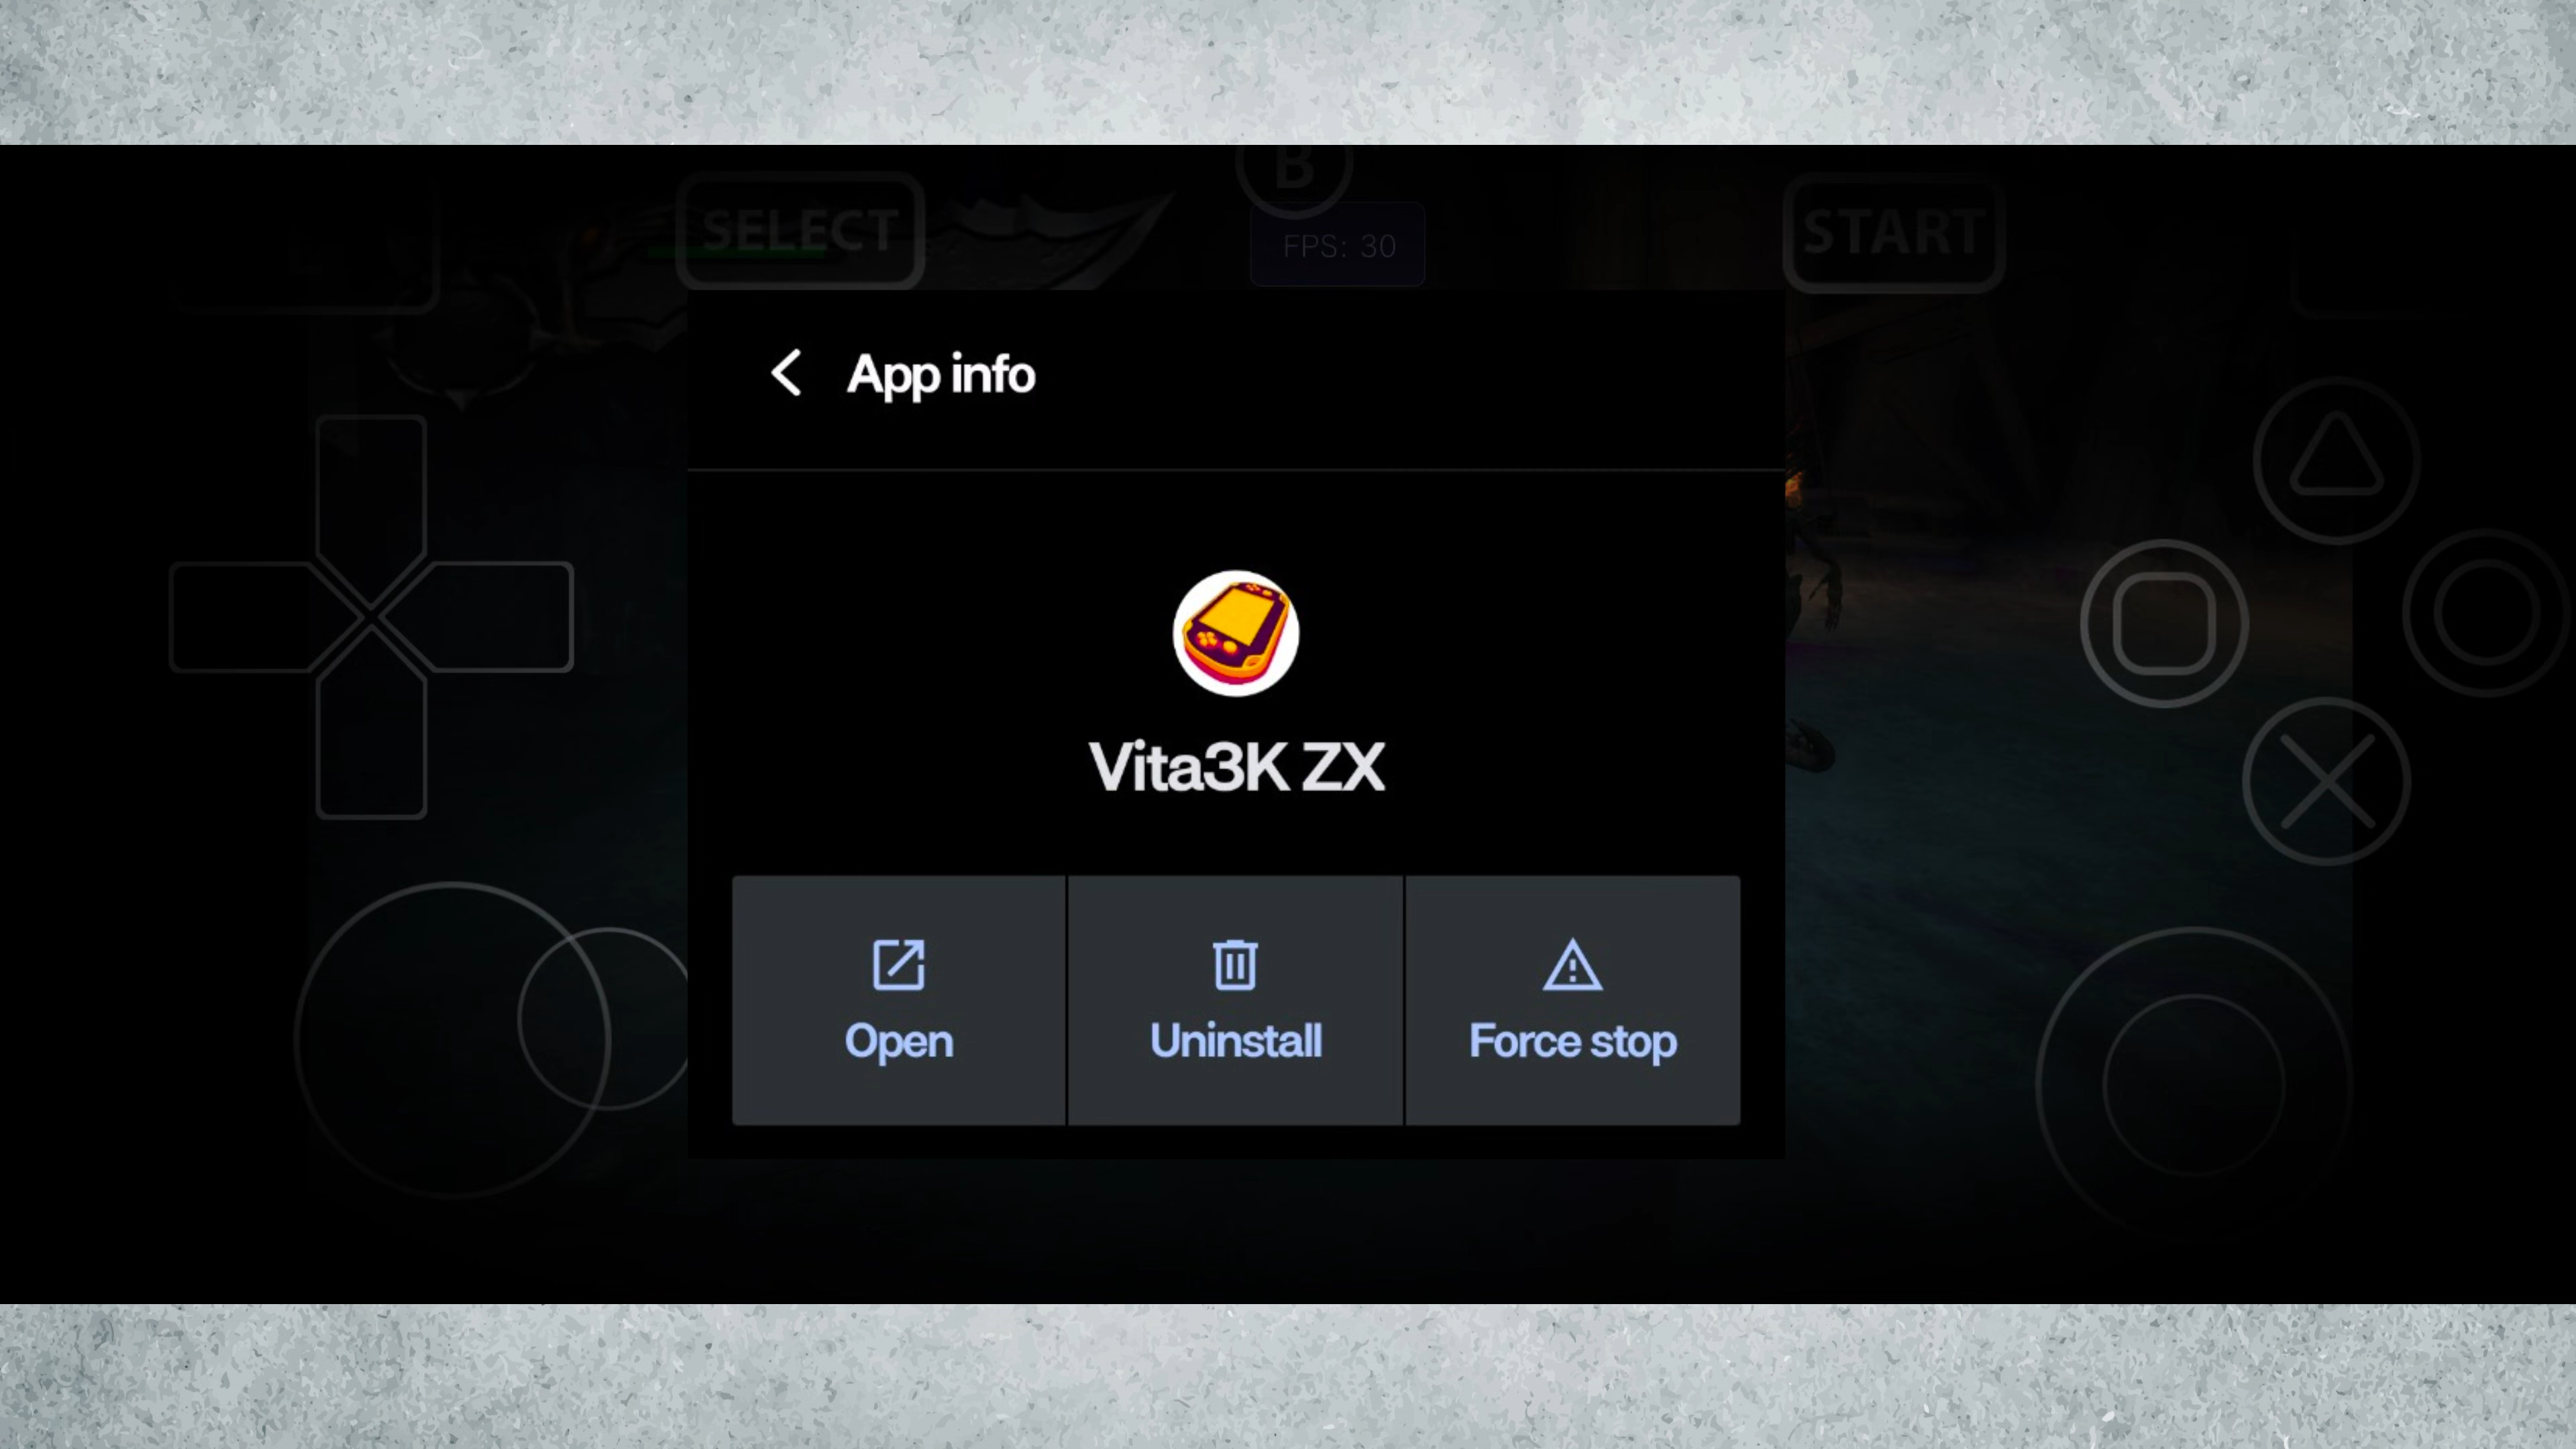 B
SELECT
FPS: 30
START
L
App info
Vita3K ZX
Open
Uninstall
Force stop